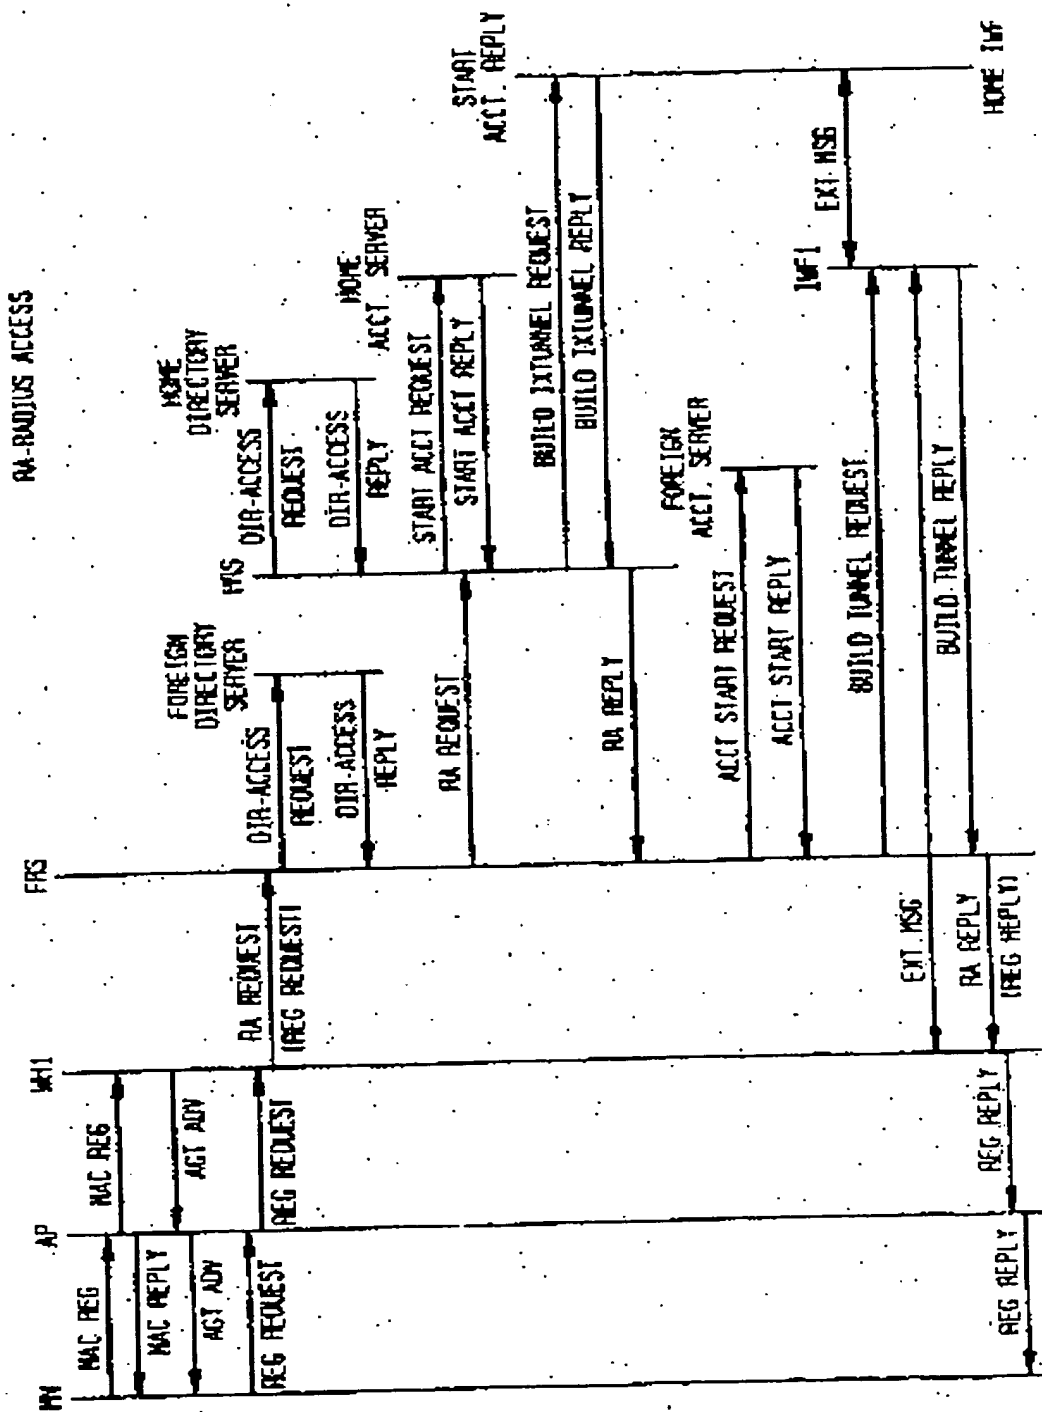 RA-RADIUS ACCESS
MN
AP
WH1
FRS
FOREIGN
DIRECTORY
SERVER
HRS
HOME
DIRECTORY
SERVER
HOME
ACCT. SERVER
START
ACCT. REPLY
MAC REG
MAC REG
MAC REPLY
AGT ADV
AGT ADV
REG REQUEST
REG REQUEST
RA REQUEST
(REG REQUEST)
DIR-ACCESS
REQUEST
DIR-ACCESS
REPLY
DIR-ACCESS
REQUEST
DIR-ACCESS
REPLY
RA REQUEST
START ACCT REQUEST
START ACCT REPLY
BUILD IXTUNNEL REQUEST
BUILD IXTUNNEL REPLY
RA REPLY
FOREIGN
ACCT. SERVER
ACCT START REQUEST
ACCT START REPLY
IWF1
EXT MSG
BUILD TUNNEL REQUEST
BUILD TUNNEL REPLY
EXT MSG
RA REPLY
(REG REPLY)
REG REPLY
REG REPLY
HOME IWF